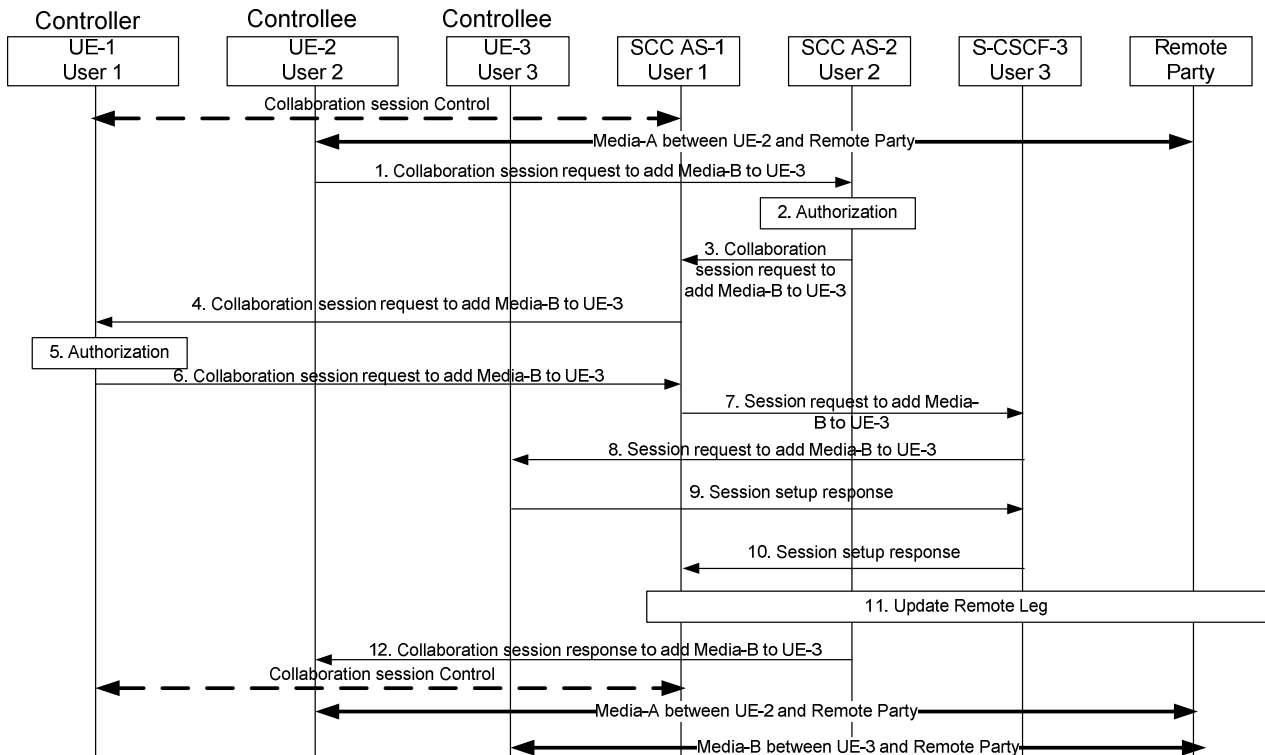 Controller
Controllee
Controllee
UE-1
User 1
UE-2
User 2
UE-3
User 3
SCC AS-1
User 1
SCC AS-2
User 2
S-CSCF-3
User 3
Remote
Party
Collaboration session Control
Media-A between UE-2 and Remote Party
1. Collaboration session request to add Media-B to UE-3
2. Authorization
3. Collaboration
session request to
add Media-B to UE-3
4. Collaboration session request to add Media-B to UE-3
5. Authorization
6. Collaboration session request to add Media-B to UE-3
7. Session request to add Media-
B to UE-3
8. Session request to add Media-B to UE-3
9. Session setup response
10. Session setup response
11. Update Remote Leg
12. Collaboration session response to add Media-B to UE-3
Collaboration session Control
Media-A between UE-2 and Remote Party
Media-B between UE-3 and Remote Party